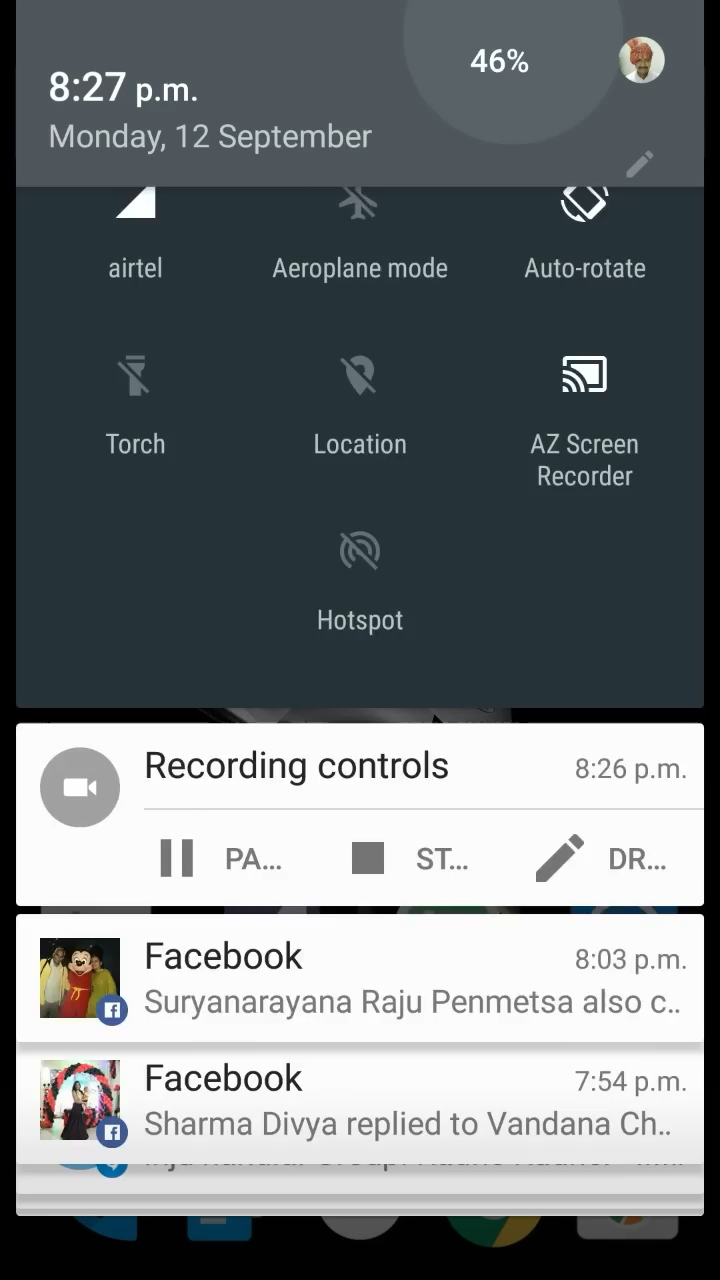 46%
8:27 p.m.
Monday, 12 September
airtel
Aeroplane mode
Auto-rotate
Torch
Location
AZ Screen
Recorder
Hotspot
Recording controls
8:26 p.m.
PA...
ST...
DR...
Facebook
8:03 p.m.
Suryanarayana Raju Penmetsa also c..
Facebook
7:54 p.m.
Sharma Divya replied to Vandana Ch..